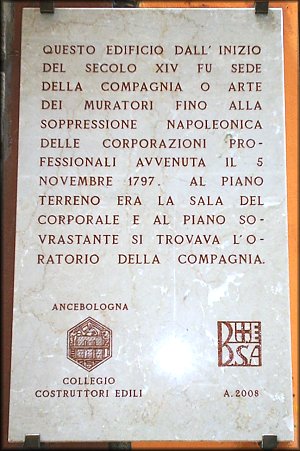 QUESTO EDIFICIO DALL'INIZIO
DEL SECOLO XIV FU SEDE
DELLA COMPAGNIA O ARTE
DEI MURATORI FINO ALLA
SOPPRESSIONE NAPOLEONICA
DELLE CORPORAZIONI PRO-
FESSIONALI AVVENUTA IL 5
NOVEMBRE 1797. AL PIANO
TERRENO ERA LA SALA DEL
CORPORALE E AL PIANO SO-
VRASTANTE SI TROVAVA L'O-
RATORIO DELLA COMPAGNIA.
ANCEBOLOGNA
COLLEGIO
COSTRUTTORI EDILI
A.2008